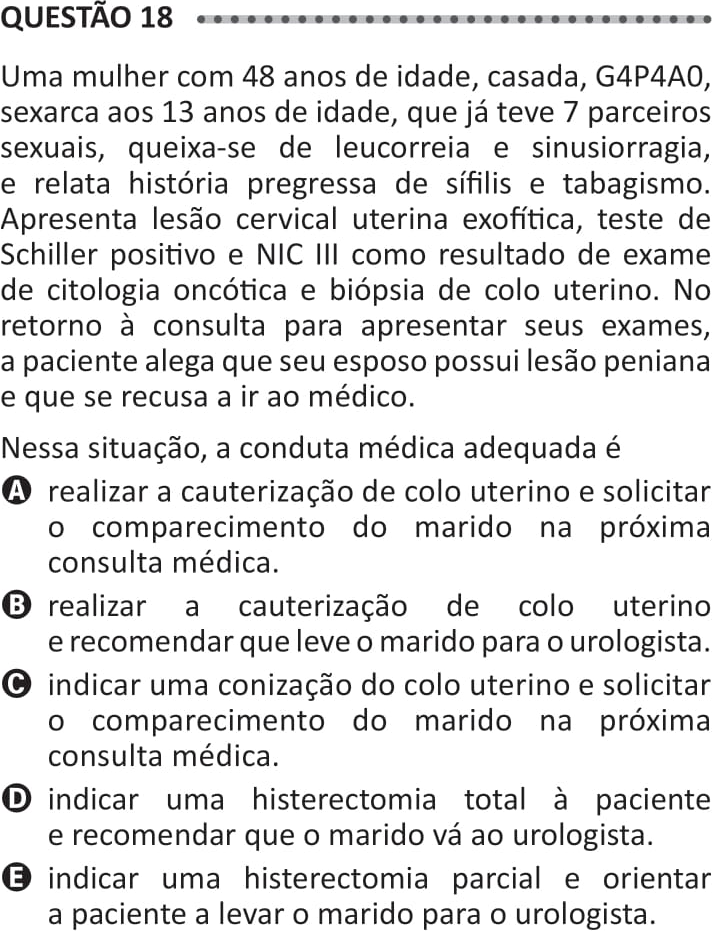 QUESTÃO 18
Uma mulher com 48 anos de idade, casada, G4P4A0,
sexarca aos 13 anos de idade, que já teve 7 parceiros
sexuais, queixa-se de leucorreia e sinusiorragia,
e relata história pregressa de sífilis e tabagismo.
Apresenta lesão cervical uterina exofítica, teste de
Schiller positivo e NIC III como resultado de exame
de citologia oncótica e biópsia de colo uterino. No
retorno à consulta para apresentar seus exames,
a paciente alega que seu esposo possui lesão peniana
e que se recusa a ir ao médico.
Nessa situação, a conduta médica adequada é
A realizar a cauterização de colo uterino e solicitar
o comparecimento do marido na próxima
consulta médica.
B realizar a cauterização de colo uterino
e recomendar que leve o marido para o urologista.
C indicar uma conização do colo uterino e solicitar
o comparecimento do marido na próxima
consulta médica.
D indicar uma histerectomia total à paciente
e recomendar que o marido vá ao urologista.
E indicar uma histerectomia parcial e orientar
a paciente a levar o marido para o urologista.